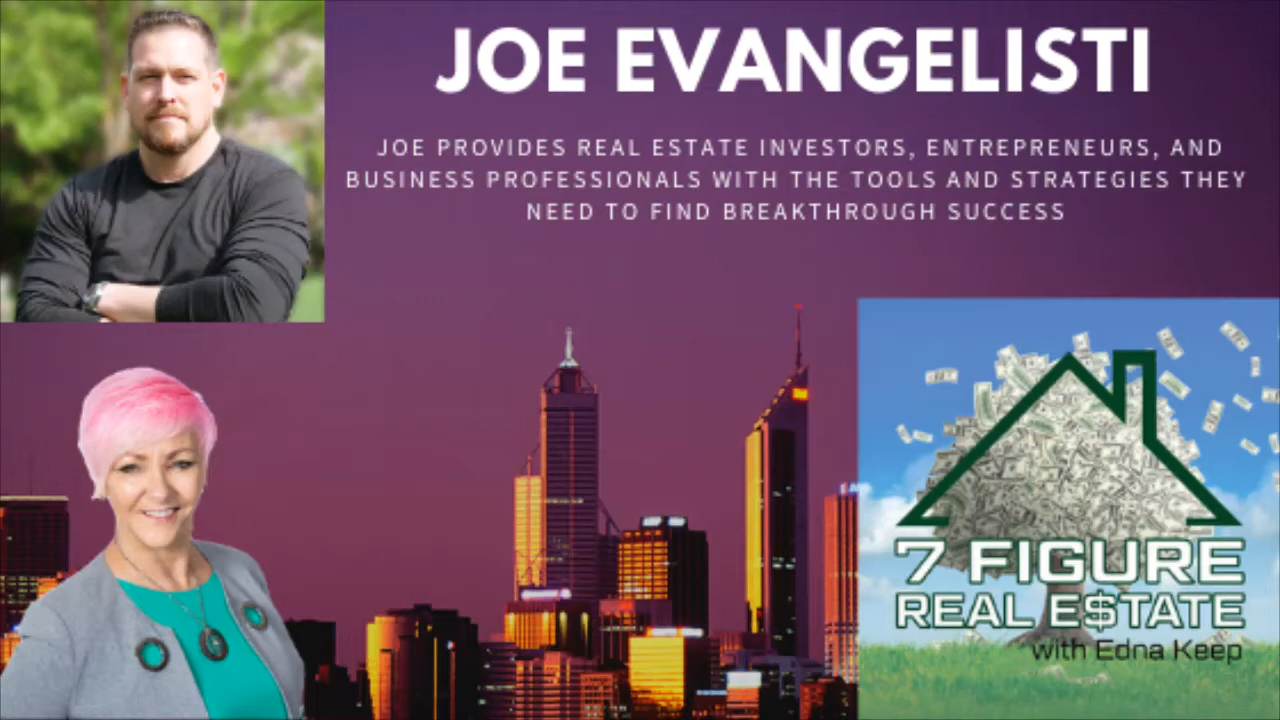 JOE EVANGELISTI
JOE PROVIDES REAL ESTATE INVESTORS, ENTREPRENEURS, AND
BUSINESS PROFESSIONALS WITH THE TOOLS AND STRATEGIES THEY
NEED TO FIND BREAKTHROUGH SUCCESS
7 FIGURE
REAL E$TATE
with Edna Keep